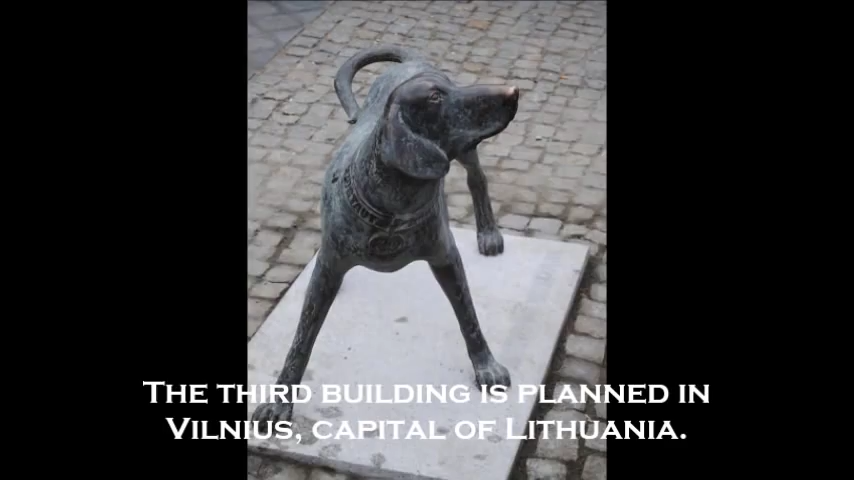 The third building is planned in
Vilnius, capital of Lithuania.